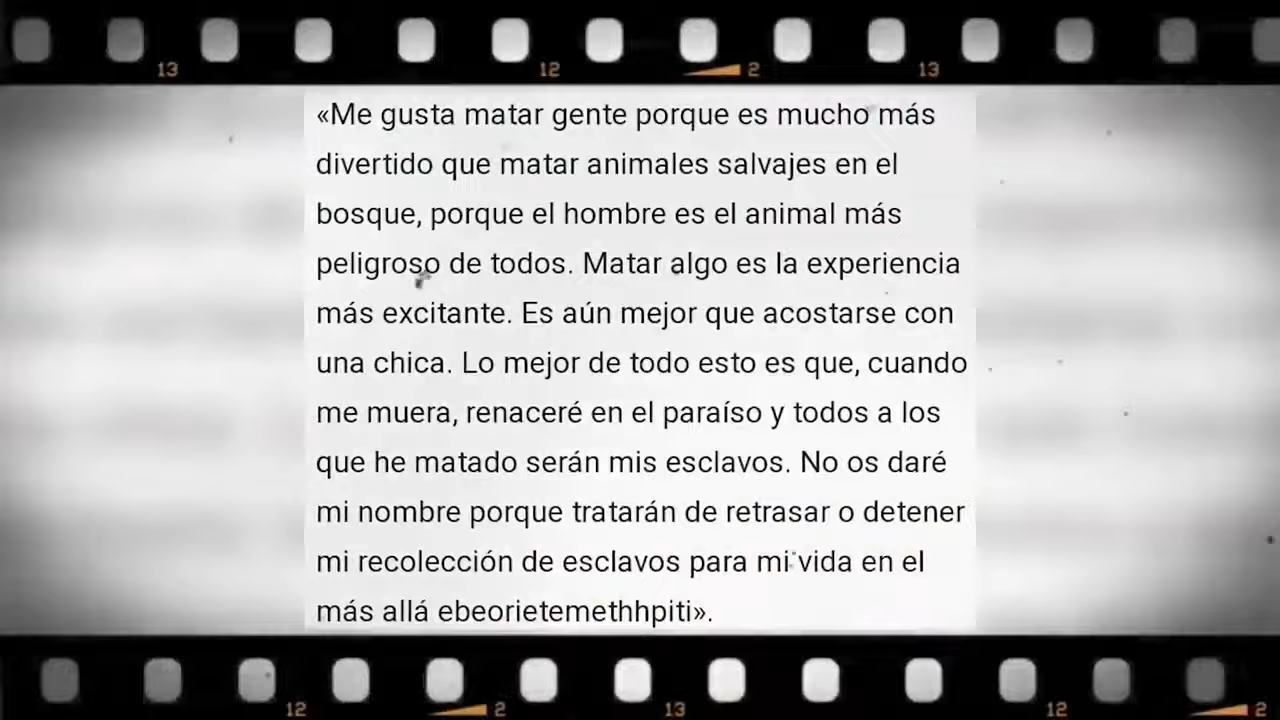 13 12 2 13
«Me gusta matar gente porque es mucho más
divertido que matar animales salvajes en el
bosque, porque el hombre es el animal más
peligroso de todos. Matar algo es la experiencia
más excitante. Es aún mejor que acostarse con
una chica. Lo mejor de todo esto es que, cuando
me muera, renaceré en el paraíso y todos a los
que he matado serán mis esclavos. No os daré
mi nombre porque tratarán de retrasar o detener
mi recolección de esclavos para mi vida en el
más allá ebeorietemethhpiti».
12 2 13 12 2